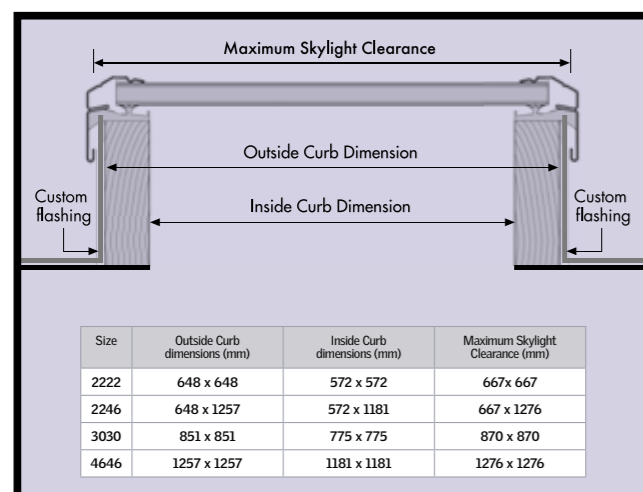 Maximum Skylight Clearance
Outside Curb Dimension
Inside Curb Dimension
Custom
flashing
Custom
flashing
Size
Outside Curb
dimensions (mm)
Inside Curb
dimensions (mm)
Maximum Skylight
Clearance (mm)
2222 648 x 648 572 x 572 667x 667
2246 648 x 1257 572 x 1181 667 x 1276
3030 851 x 851 775 x 775 870 x 870
4646 1257 x 1257 1181 x 1181 1276 x 1276